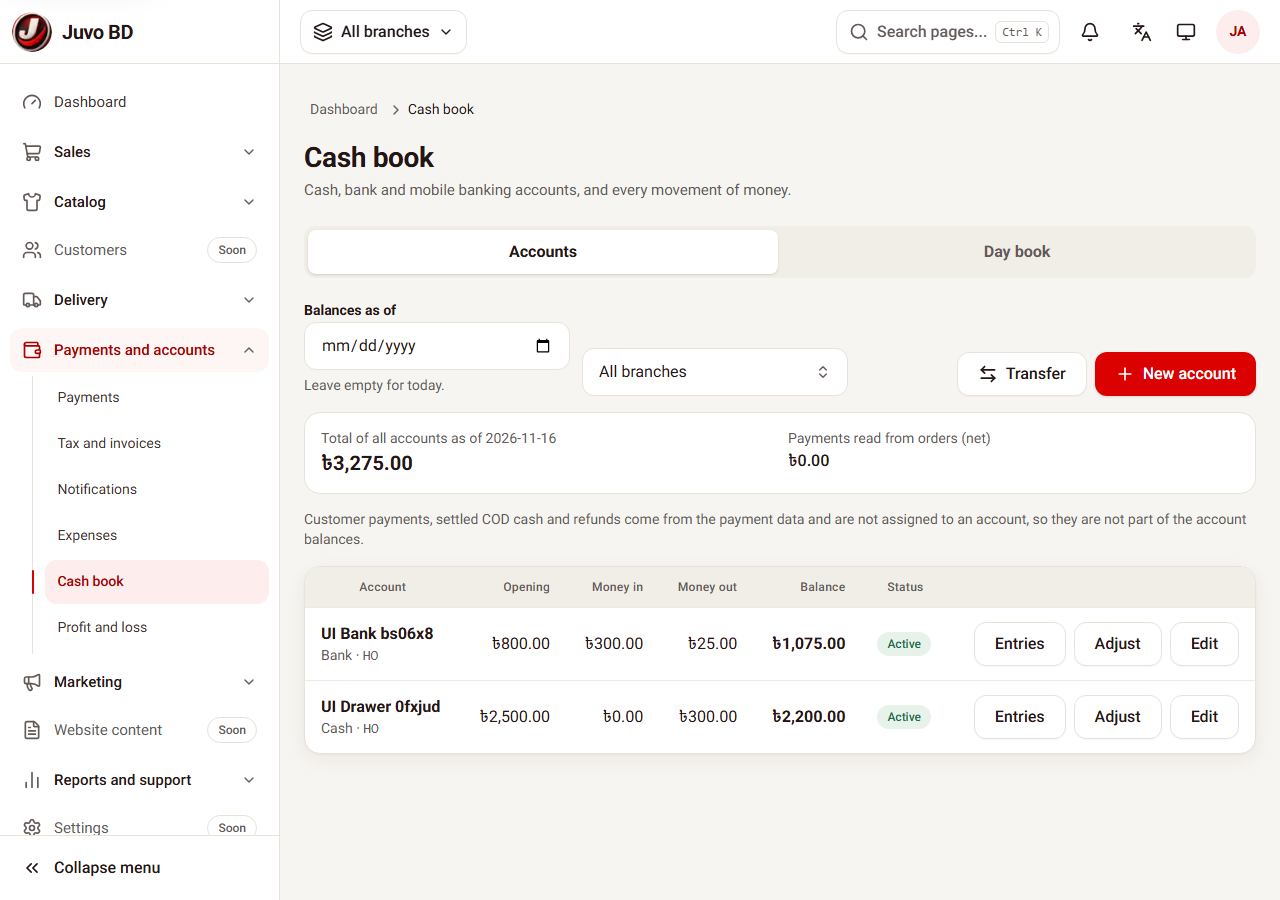 Juvo BD
All branches
Search pages... Ctrl K
JA
Dashboard
Sales
Catalog
Customers Soon
Delivery
Payments and accounts
Payments
Tax and invoices
Notifications
Expenses
Cash book
Profit and loss
Marketing
Website content Soon
Reports and support
Settings Soon
Collapse menu
Dashboard > Cash book
Cash book
Cash, bank and mobile banking accounts, and every movement of money.
Accounts Day book
Balances as of
mm/dd/yyyy
Leave empty for today.
All branches
Transfer
+ New account
Total of all accounts as of 2026-11-16
৳3,275.00
Payments read from orders (net)
৳0.00
Customer payments, settled COD cash and refunds come from the payment data and are not assigned to an account, so they are not part of the account
balances.
Account Opening Money in Money out Balance Status
UI Bank bs06x8 ৳800.00 ৳300.00 ৳25.00 ৳1,075.00 Active Entries Adjust Edit
Bank · HO
UI Drawer 0fxjud ৳2,500.00 ৳0.00 ৳300.00 ৳2,200.00 Active Entries Adjust Edit
Cash · HO